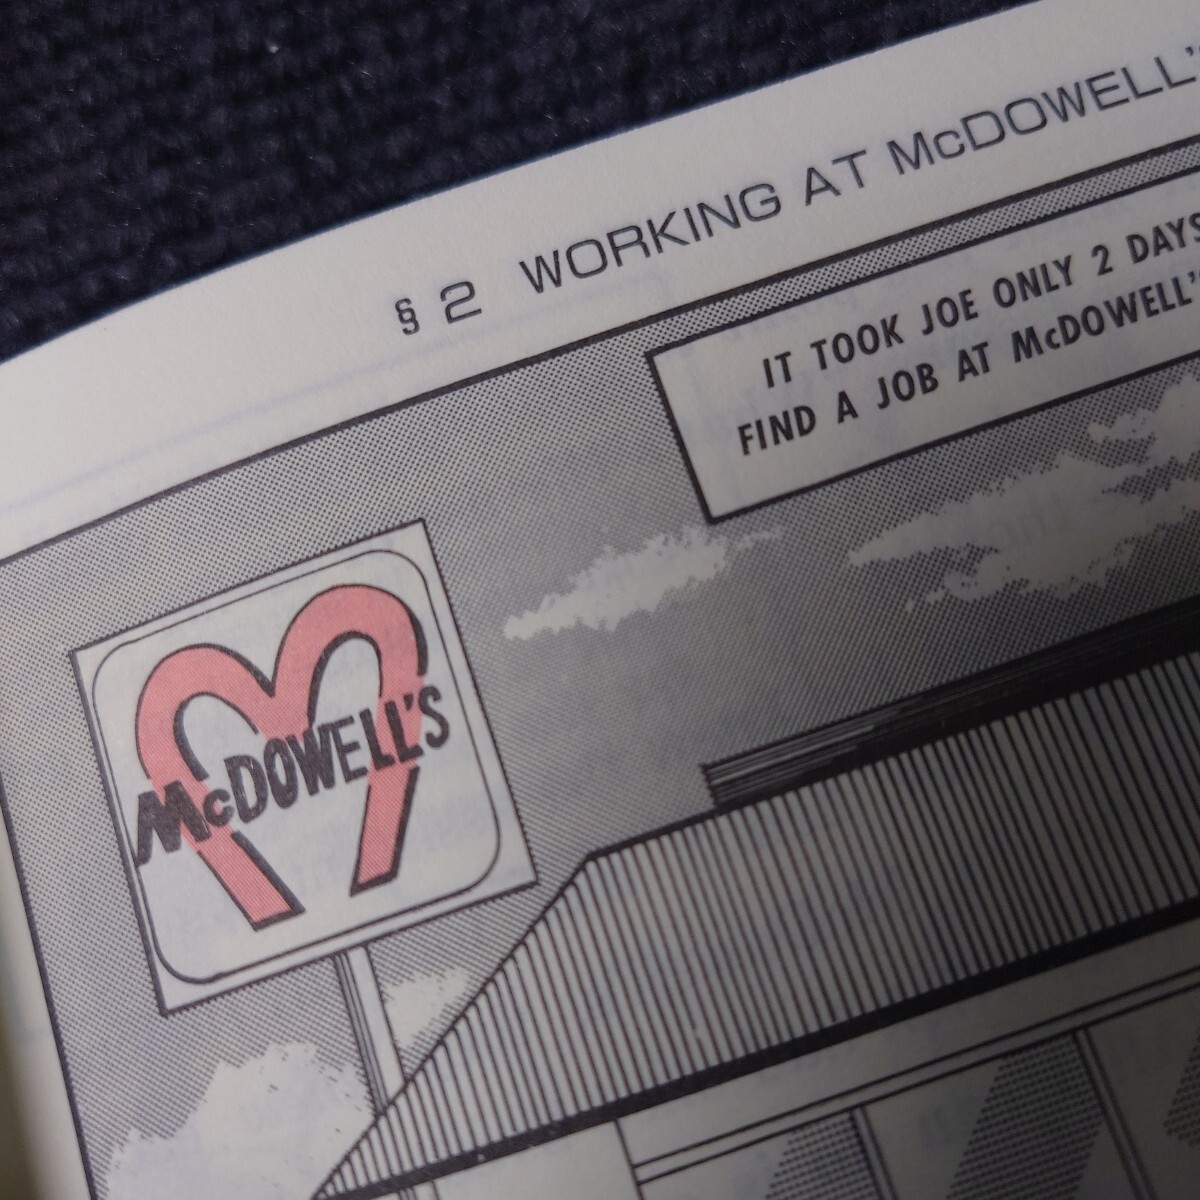 § 2 WORKING AT McDOWELL'
IT TOOK JOE ONLY 2 DAYS
FIND A JOB AT McDOWELL'
McDOWELL'S